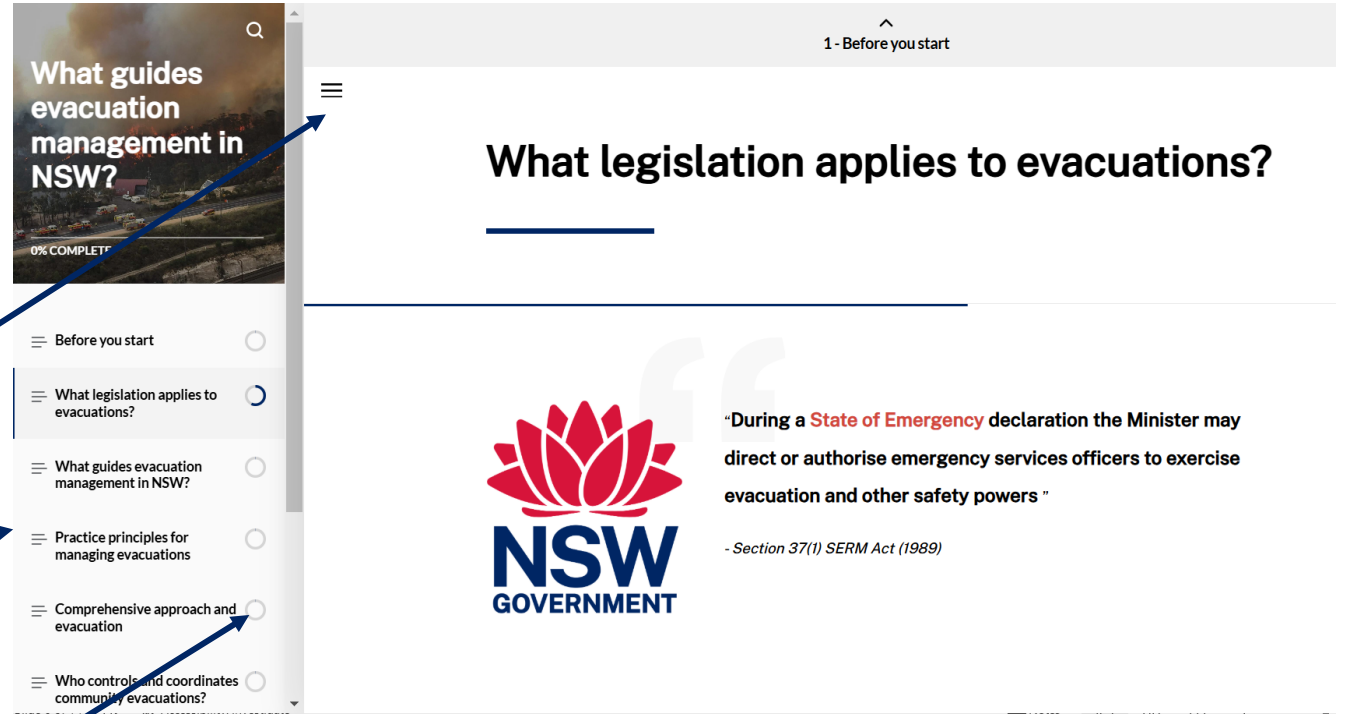 What guides
evacuation
management in
NSW?
0% COMPLETE
Before you start
What legislation applies to
evacuations?
What guides evacuation
management in NSW?
Practice principles for
managing evacuations
Comprehensive approach and
evacuation
Who controls and coordinates
community evacuations?
1 - Before you start
What legislation applies to evacuations?
“During a State of Emergency declaration the Minister may
direct or authorise emergency services officers to exercise
evacuation and other safety powers ”
- Section 37(1) SERM Act (1989)
NSW
GOVERNMENT